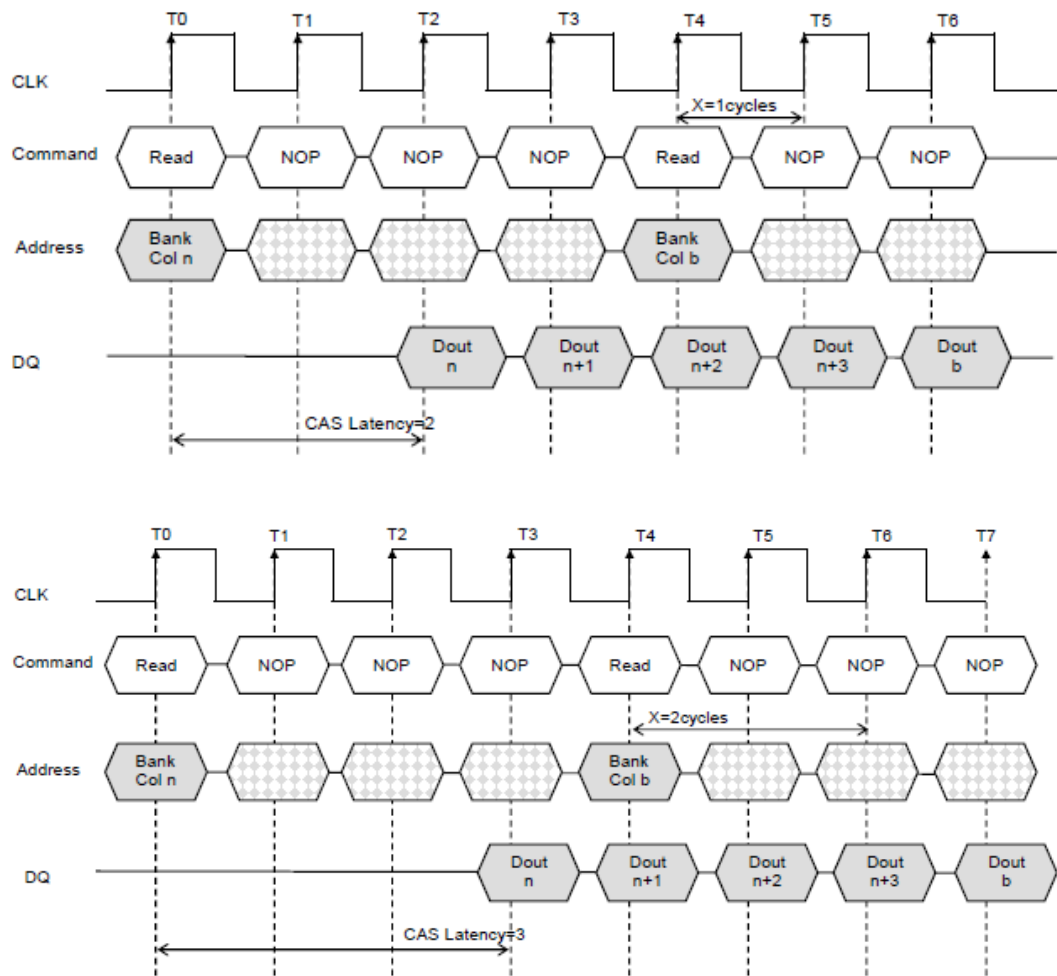 T0 T1 T2 T3 T4 T5 T6
CLK
X=1cycles
Command Read NOP NOP NOP Read NOP NOP
Address Bank Col n Bank Col b
DQ Dout n Dout n+1 Dout n+2 Dout n+3 Dout b
CAS Latency=2
T0 T1 T2 T3 T4 T5 T6 T7
CLK
Command Read NOP NOP NOP Read NOP NOP NOP
X=2cycles
Address Bank Col n Bank Col b
DQ Dout n Dout n+1 Dout n+2 Dout n+3 Dout b
CAS Latency=3